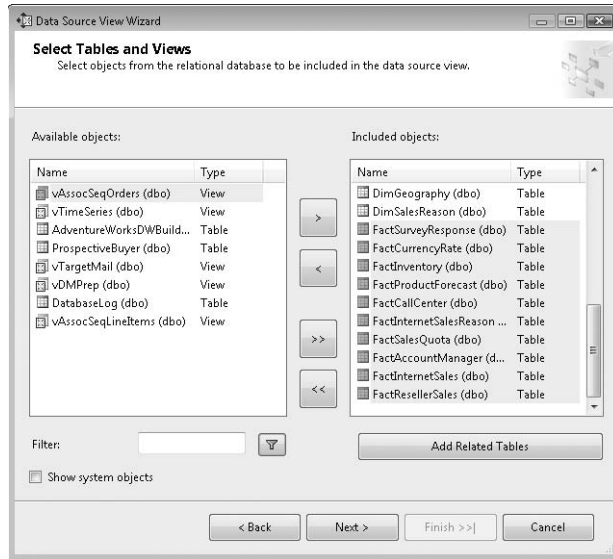 Data Source View Wizard
Select Tables and Views
Select objects from the relational database to be included in the data source view.
Available objects:
Name Type
vAssocSeqOrders (dbo) View
vTimeSeries (dbo) View
AdventureWorksDWBuild... Table
ProspectiveBuyer (dbo) Table
vTargetMail (dbo) View
vDMPrep (dbo) View
DatabaseLog (dbo) Table
vAssocSeqLineItems (dbo) View
>
<
>>
<<
Included objects:
Name Type
DimGeography (dbo) Table
DimSalesReason (dbo) Table
FactSurveyResponse (dbo) Table
FactCurrencyRate (dbo) Table
FactInventory (dbo) Table
FactProductForecast (dbo) Table
FactCallCenter (dbo) Table
FactInternetSalesReason ... Table
FactSalesQuota (dbo) Table
FactAccountManager (d... Table
FactInternetSales (dbo) Table
FactResellerSales (dbo) Table
Filter:
Add Related Tables
Show system objects
< Back
Next >
Finish >>|
Cancel